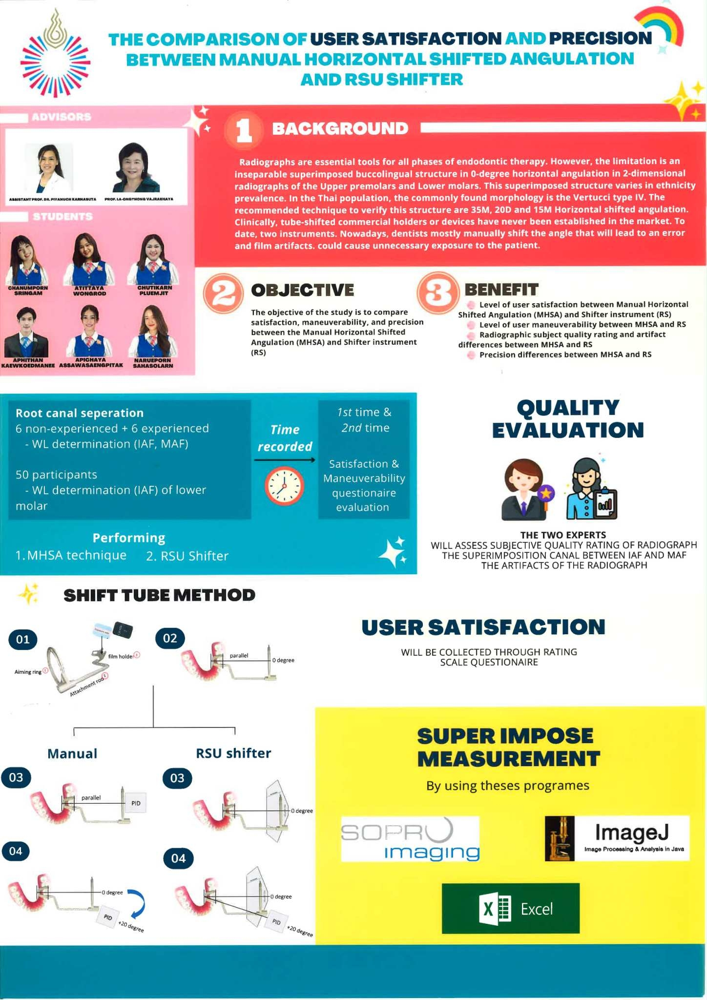 THE COMPARISON OF USER SATISFACTION AND PRECISION
BETWEEN MANUAL HORIZONTAL SHIFTED ANGULATION
AND RSU SHIFTER
ADVISORS
ASSISTANT PROF. DR. PIYANUCH KARNASUTA
PROF. LA-ONGTHONG VAJRABHAYA
STUDENTS
CHANUMPORN
SRINGAM
ATITTAYA
WONGROD
CHUTIKARN
PLUEMJIT
APHITHAN
KAEWKOEDMANEE
APICHAYA
ASSAWASAENGPITAK
NARUEPORN
SAHASOLARN
1 BACKGROUND
Radiographs are essential tools for all phases of endodontic therapy. However, the limitation is an
inseparable superimposed buccolingual structure in 0-degree horizontal angulation in 2-dimensional
radiographs of the Upper premolars and Lower molars. This superimposed structure varies in ethnicity
prevalence. In the Thai population, the commonly found morphology is the Vertucci type IV. The
recommended technique to verify this structure are 35M, 20D and 15M Horizontal shifted angulation.
Clinically, tube-shifted commercial holders or devices have never been established in the market. To
date, two instruments. Nowadays, dentists mostly manually shift the angle that will lead to an error
and film artifacts. could cause unnecessary exposure to the patient.
2 OBJECTIVE
The objective of the study is to compare
satisfaction, maneuverability, and precision
between the Manual Horizontal Shifted
Angulation (MHSA) and Shifter instrument
(RS)
3 BENEFIT
Level of user satisfaction between Manual Horizontal
Shifted Angulation (MHSA) and Shifter instrument (RS)
Level of user maneuverability between MHSA and RS
Radiographic subject quality rating and artifact
differences between MHSA and RS
Precision differences between MHSA and RS
Root canal seperation
6 non-experienced + 6 experienced
- WL determination (IAF, MAF)
50 participants
- WL determination (IAF) of lower
molar
Time
recorded
1st time &
2nd time
Satisfaction &
Maneuverability
questionaire
evaluation
Performing
1. MHSA technique 2. RSU Shifter
QUALITY
EVALUATION
THE TWO EXPERTS
WILL ASSESS SUBJECTIVE QUALITY RATING OF RADIOGRAPH
THE SUPERIMPOSITION CANAL BETWEEN IAF AND MAF
THE ARTIFACTS OF THE RADIOGRAPH
SHIFT TUBE METHOD
01
film holder 3
Aiming ring 1
Attachment rod 2
02
parallel
0 degree
Manual
RSU shifter
03
parallel
PID
03
0 degree
04
0 degree
PID
+20 degree
04
0 degree
PID
+20 degree
USER SATISFACTION
WILL BE COLLECTED THROUGH RATING
SCALE QUESTIONAIRE
SUPER IMPOSE
MEASUREMENT
By using theses programes
SOPRO
imaging
ImageJ
Image Processing & Analysis in Java
X Excel